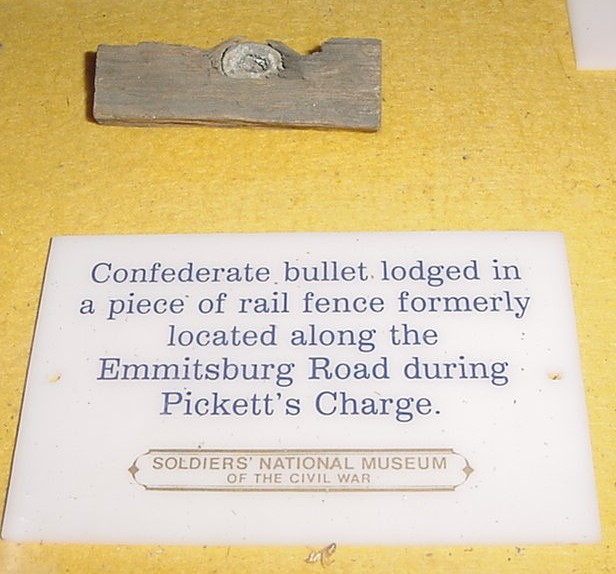 Confederate bullet lodged in
a piece of rail fence formerly
located along the
Emmitsburg Road during
Pickett's Charge.
SOLDIERS' NATIONAL MUSEUM
OF THE CIVIL WAR